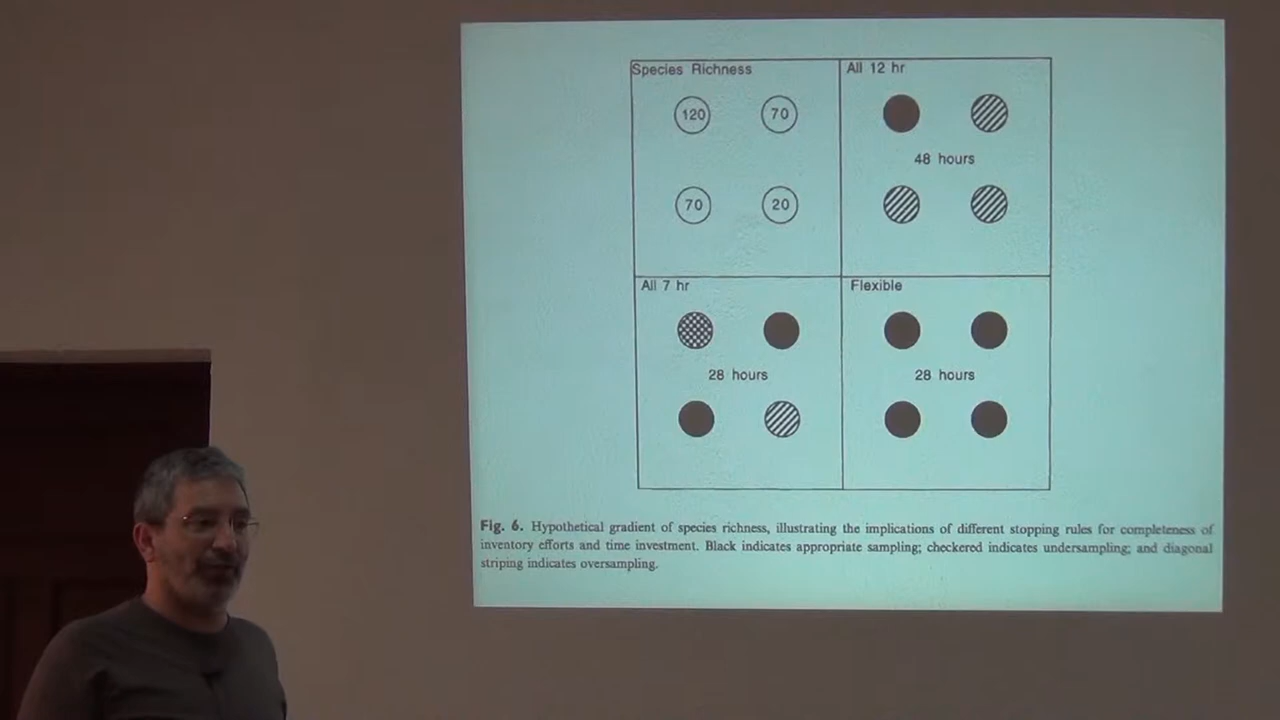 Species Richness
120 70
70 20
All 12 hr
48 hours
All 7 hr
28 hours
Flexible
28 hours
Fig. 6. Hypothetical gradient of species richness, illustrating the implications of different stopping rules for completeness of
inventory efforts and time investment. Black indicates appropriate sampling; checkered indicates undersampling; and diagonal
striping indicates oversampling.